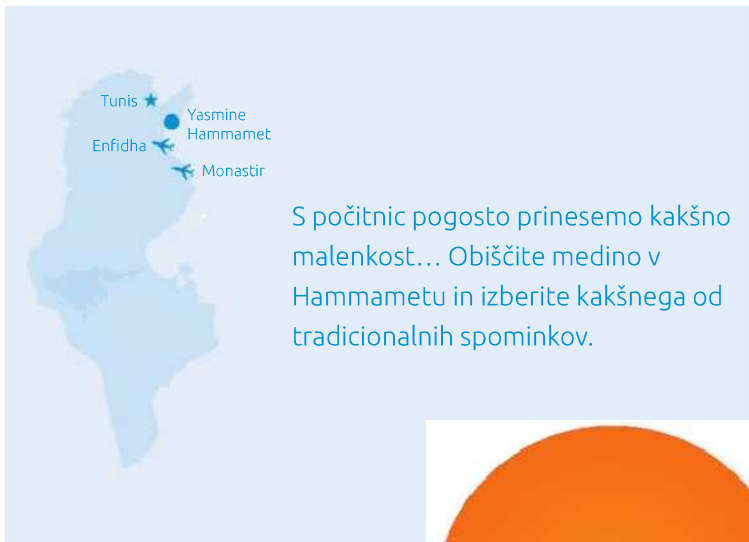 Tunis
Yasmine
Hammamet
Enfidha
Monastir
S počitnic pogosto prinesemo kakšno
malenkost... Obiščite medino v
Hammametu in izberite kakšnega od
tradicionalnih spominkov.